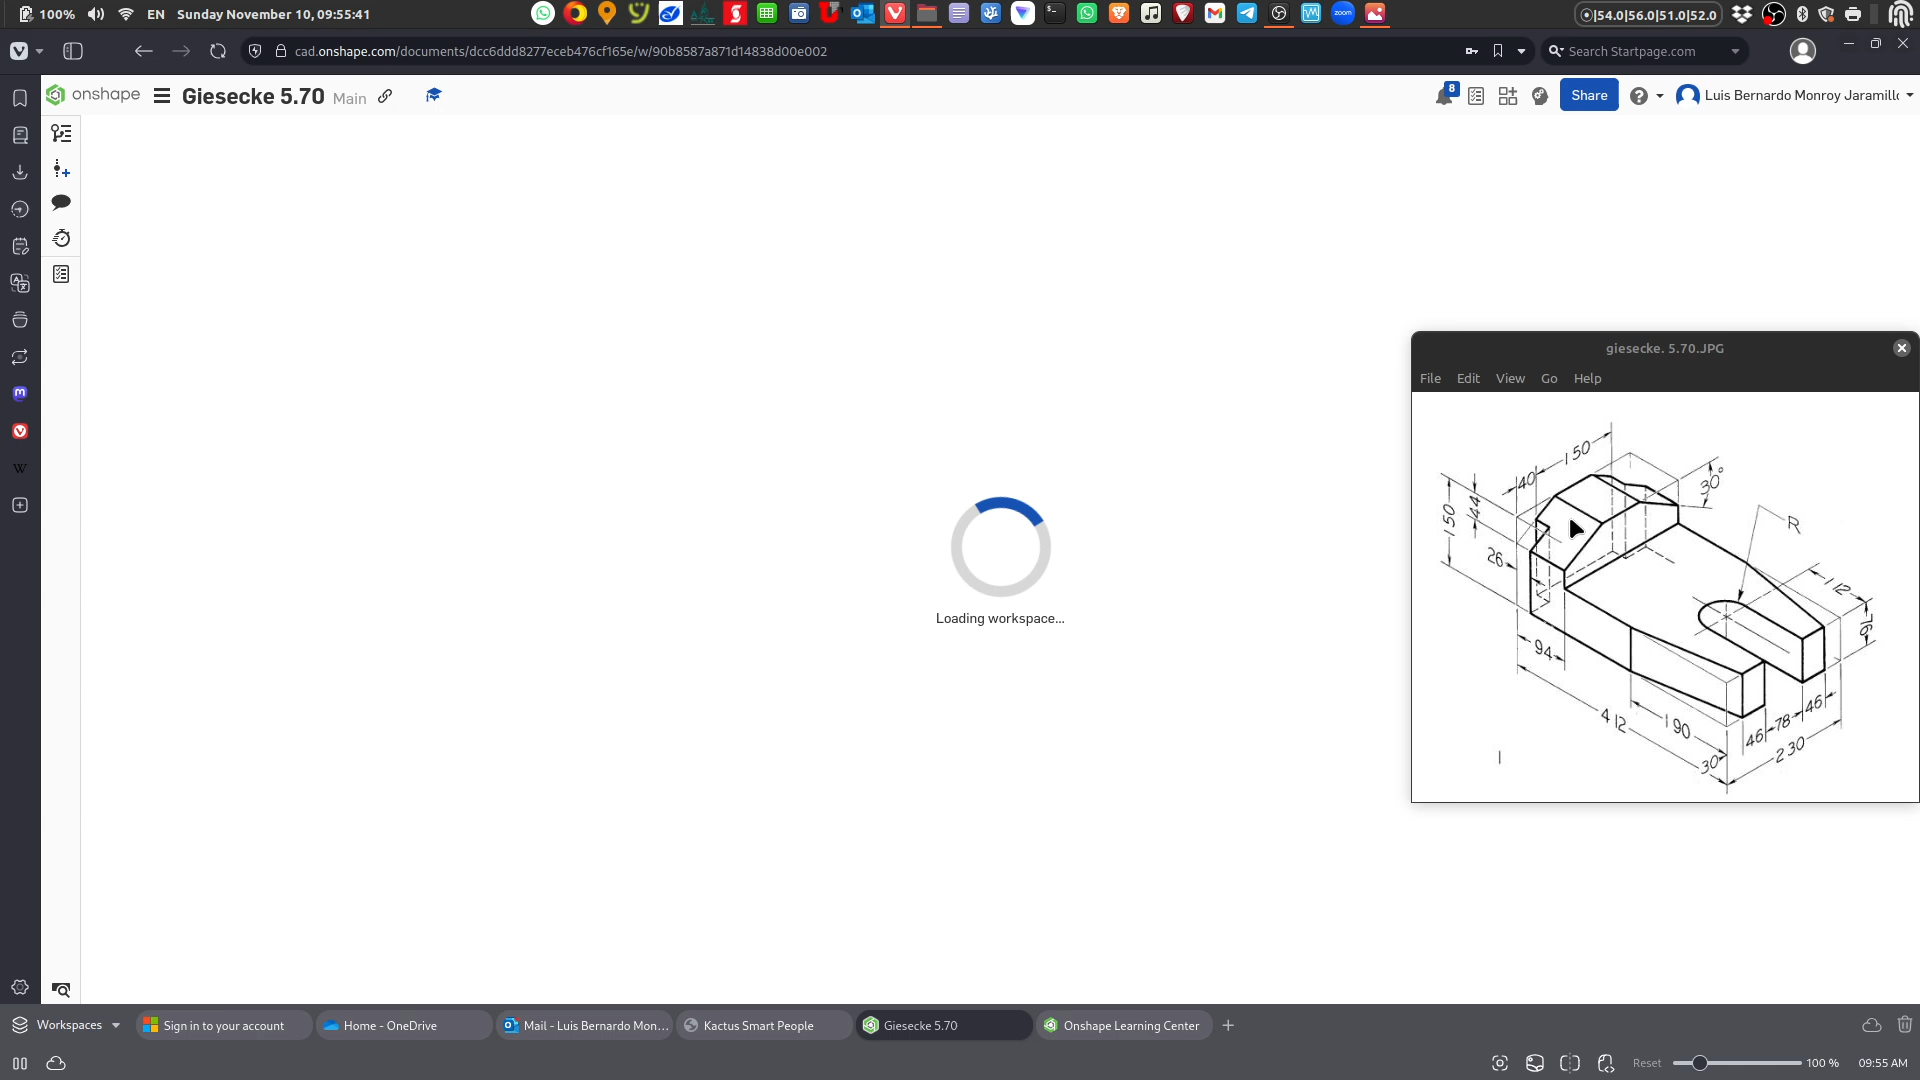 100%
EN
Sunday November 10, 09:55:41
|54.0|56.0|51.0|52.0
zoom
cad.onshape.com/documents/dcc6ddd8277eceb476cf165e/w/90b8587a871d14838d00e002
Search Startpage.com
onshape
Giesecke 5.70
Main
8
Share
Luis Bernardo Monroy Jaramillo
giesecke. 5.70.JPG
File Edit View Go Help
150
40
30°
44
150
R
26
112
76
94
412
190
46
78
46
230
30
W
Loading workspace...
Workspaces
Sign in to your account
Home - OneDrive
Mail - Luis Bernardo Mon...
Kactus Smart People
Giesecke 5.70
Onshape Learning Center
Reset
100 %
09:55 AM